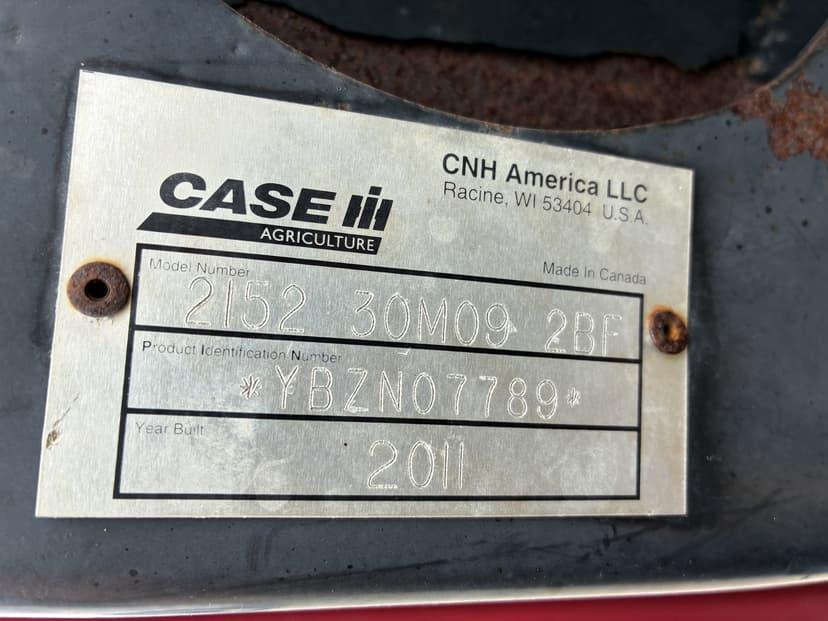 CNH America LLC
Racine, WI 53404 U.S.A.
CASE IH
AGRICULTURE
Model Number
Made In Canada
2152 30M09 2BF
Product Identification Number
*YBZN07789*
Year Built
2011